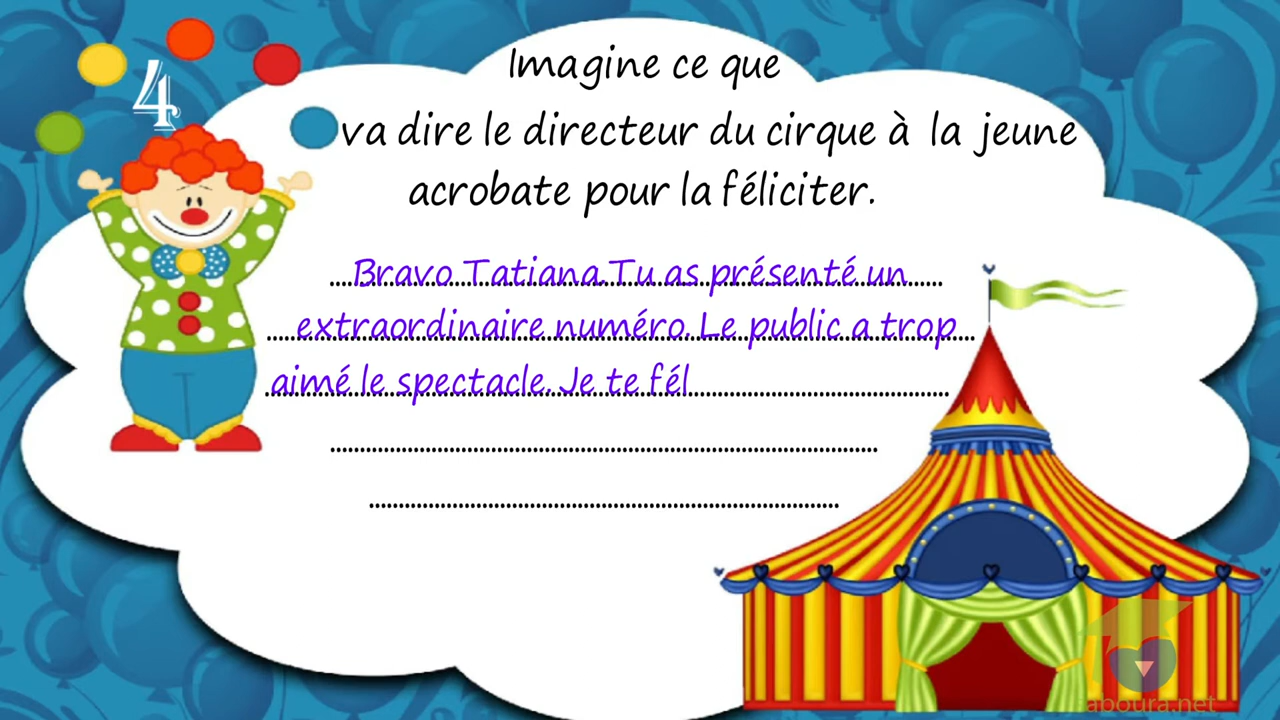 4
Imagine ce que
va dire le directeur du cirque à la jeune
acrobate pour la féliciter.
Bravo Tatiana. Tu as présenté un
extraordinaire numéro. Le public a trop
aimé le spectacle. Je te fél
aboura.net